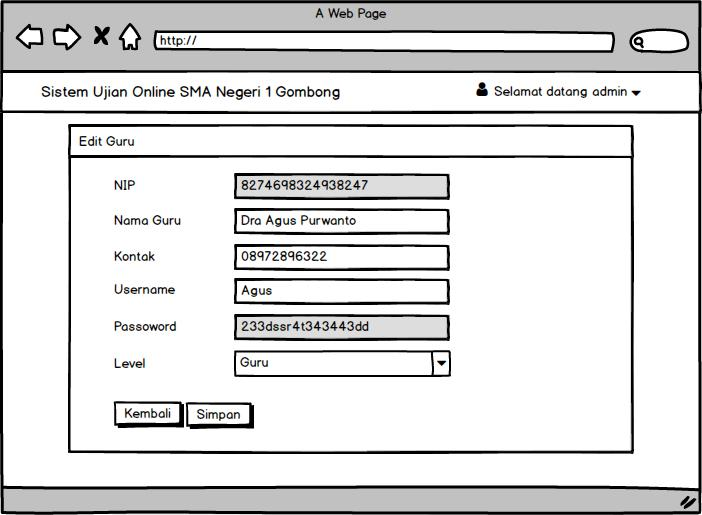 A Web Page
http://
Sistem Ujian Online SMA Negeri 1 Gombong
Selamat datang admin
Edit Guru
NIP 8274698324938247
Nama Guru Dra Agus Purwanto
Kontak 08972896322
Username Agus
Passoword 233dssr4t343443dd
Level Guru
Kembali Simpan